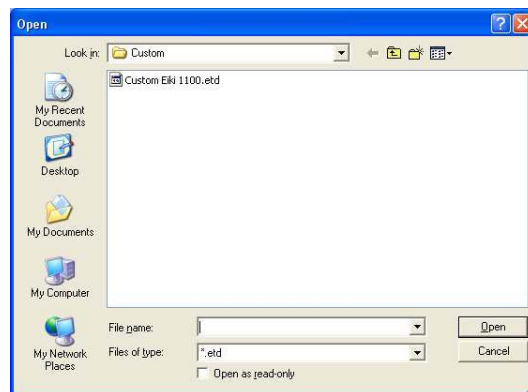 Open
Look in: Custom
Custom Eiki 1100.etd
My Recent
Documents
Desktop
My Documents
My Computer
My Network
Places
File name:
Open
Files of type: *.etd
Cancel
Open as read-only